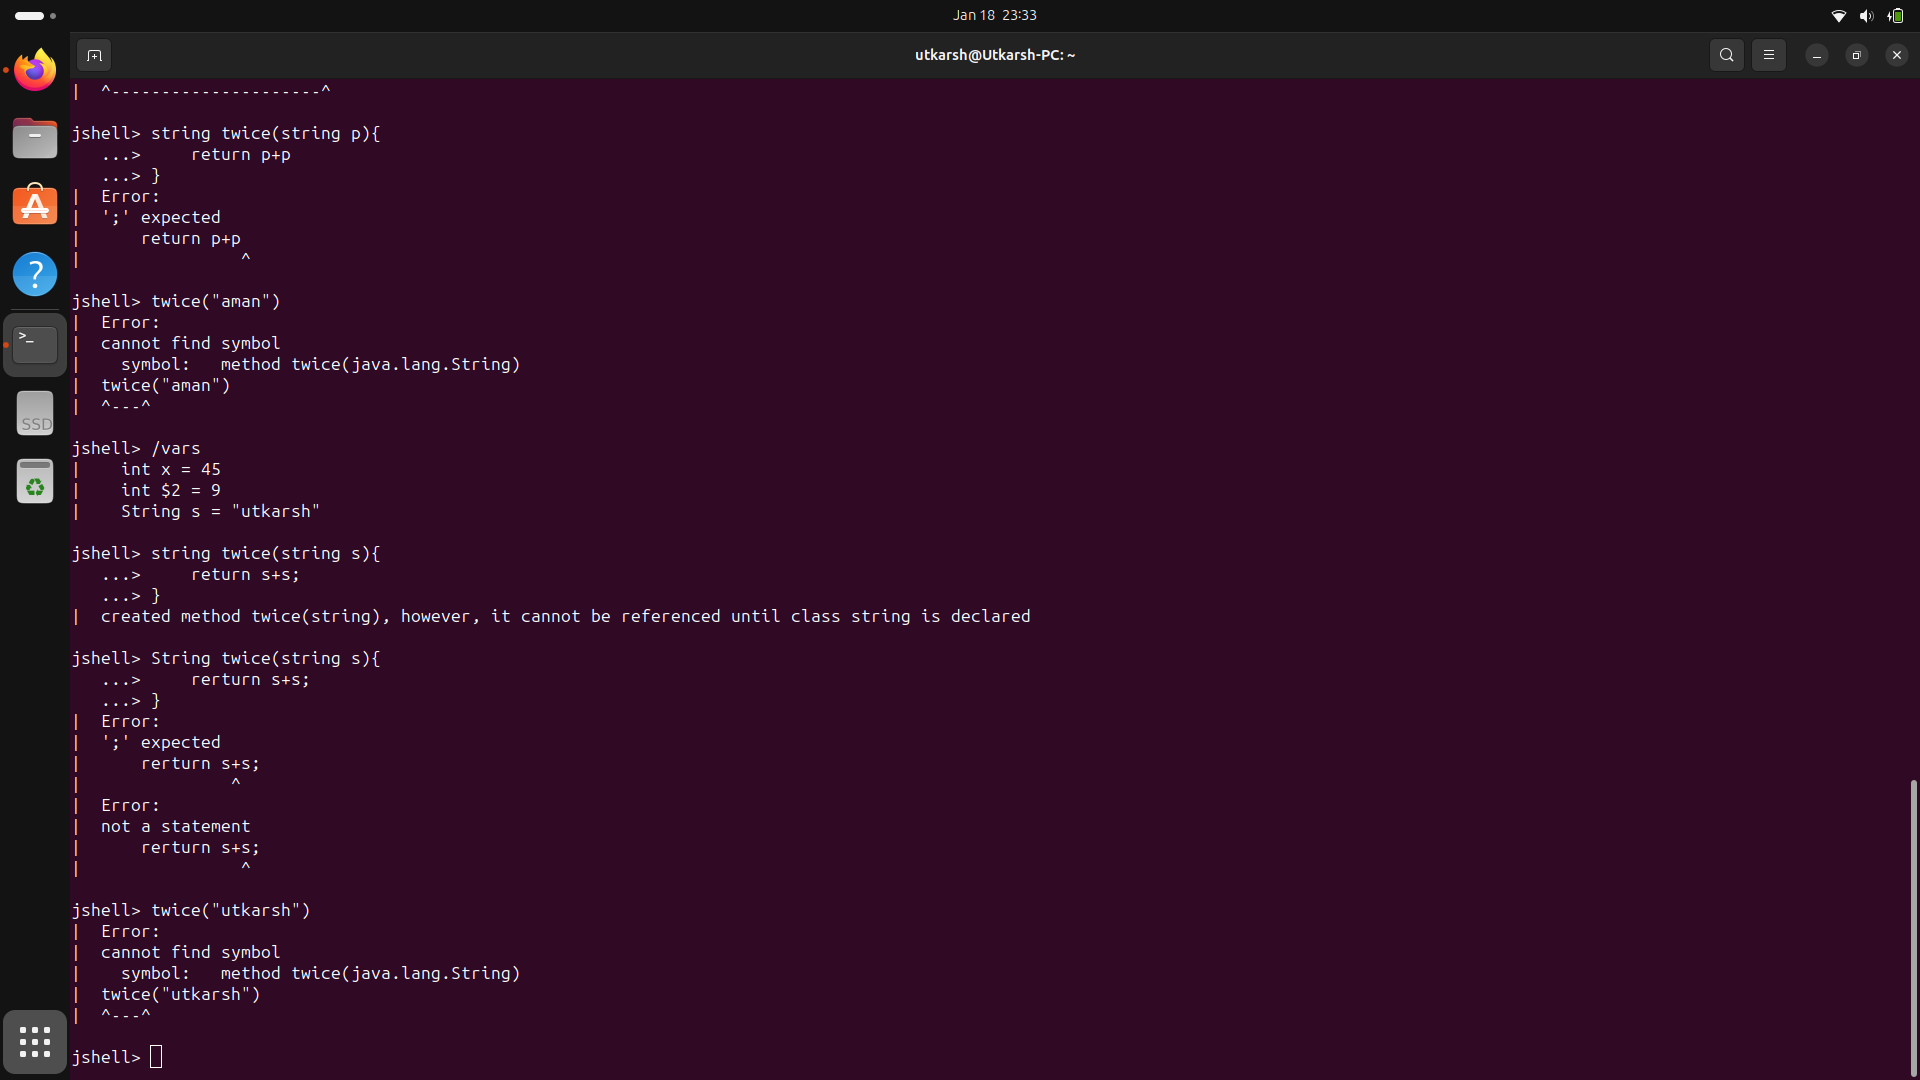 Jan 18 23:33
utkarsh@Utkarsh-PC: ~
|  ^---------------------^
jshell> string twice(string p){
   ...>     return p+p
   ...> }
|  Error:
|  ';' expected
|      return p+p
|                ^
jshell> twice("aman")
|  Error:
|  cannot find symbol
|    symbol:   method twice(java.lang.String)
|  twice("aman")
|  ^---^
jshell> /vars
|    int x = 45
|    int $2 = 9
|    String s = "utkarsh"
jshell> string twice(string s){
   ...>     return s+s;
   ...> }
|  created method twice(string), however, it cannot be referenced until class string is declared
jshell> String twice(string s){
   ...>     rerturn s+s;
   ...> }
|  Error:
|  ';' expected
|      rerturn s+s;
|               ^
|  Error:
|  not a statement
|      rerturn s+s;
|                ^
jshell> twice("utkarsh")
|  Error:
|  cannot find symbol
|    symbol:   method twice(java.lang.String)
|  twice("utkarsh")
|  ^---^
jshell>
SSD